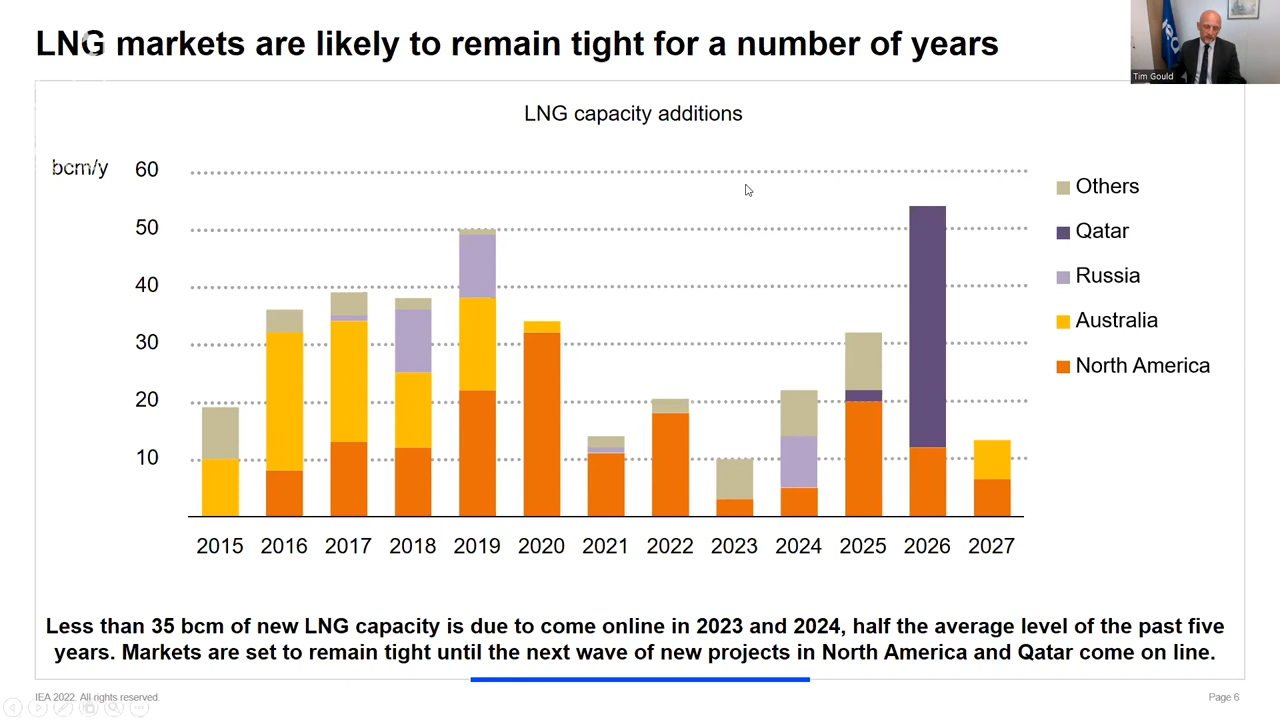 LNG markets are likely to remain tight for a number of years
Tim Gould
LNG capacity additions
bcm/y
60
50
40
30
20
10
Others
Qatar
Russia
Australia
North America
2015 2016 2017 2018 2019 2020 2021 2022 2023 2024 2025 2026 2027
Less than 35 bcm of new LNG capacity is due to come online in 2023 and 2024, half the average level of the past five
years. Markets are set to remain tight until the next wave of new projects in North America and Qatar come on line.
IEA 2022. All rights reserved.
Page 6